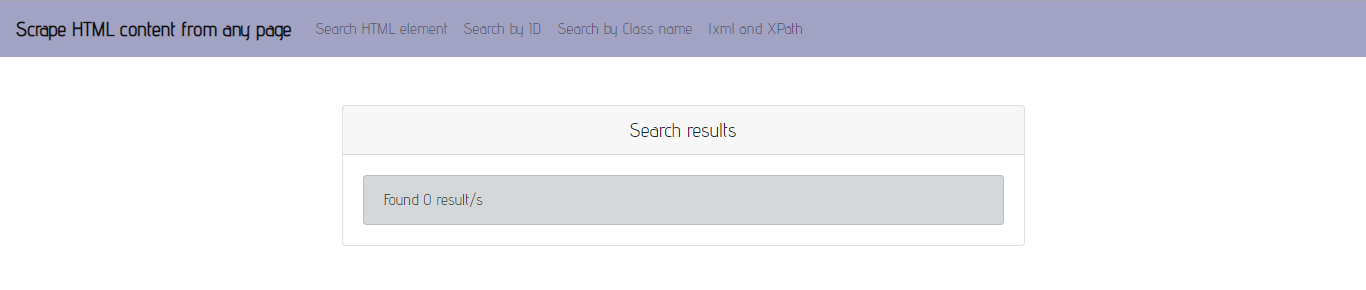 Scrape HTML content from any page Search HTML element Search by ID Search by Class name lxml and XPath
Search results
Found 0 result/s